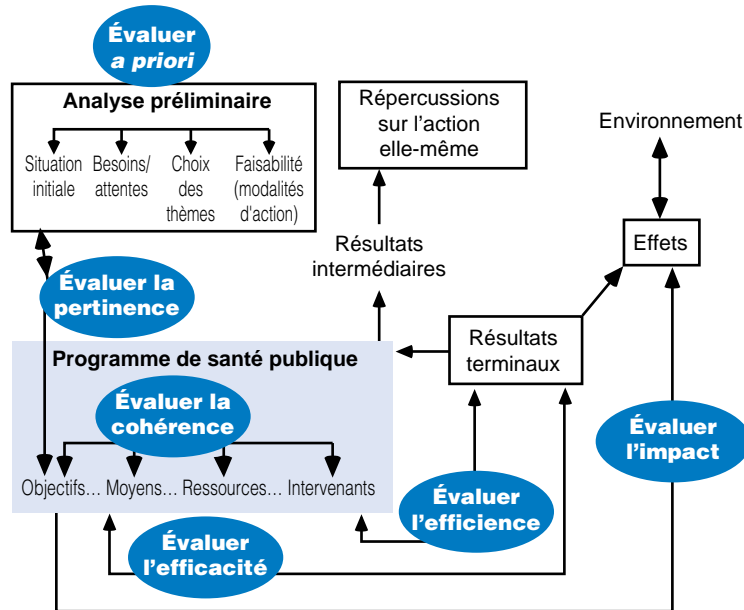 Évaluer
a priori
Analyse préliminaire
Situation
initiale
Besoins/
attentes
Choix
des
thèmes
Faisabilité
(modalités
d'action)
Répercussions
sur l'action
elle-même
Environnement
Résultats
intermédiaires
Effets
Évaluer la
pertinence
Résultats
terminaux
Programme de santé publique
Évaluer la
cohérence
Évaluer
l'impact
Objectifs... Moyens... Ressources... Intervenants
Évaluer
l'efficience
Évaluer
l'efficacité